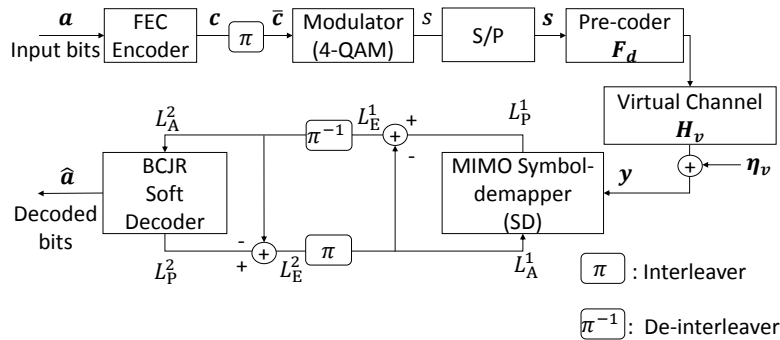 a
Input bits
FEC
Encoder
c
π
c̄
Modulator
(4-QAM)
s
S/P
s
Pre-coder
F_d
Virtual Channel
H_v
+
η_v
y
MIMO Symbol-
demapper
(SD)
L_P^1
+
+
-
L_E^1
π^{-1}
L_A^2
BCJR
Soft
Decoder
â
Decoded
bits
L_P^2
-
+
+
L_E^2
π
L_A^1
π : Interleaver
π^{-1} : De-interleaver